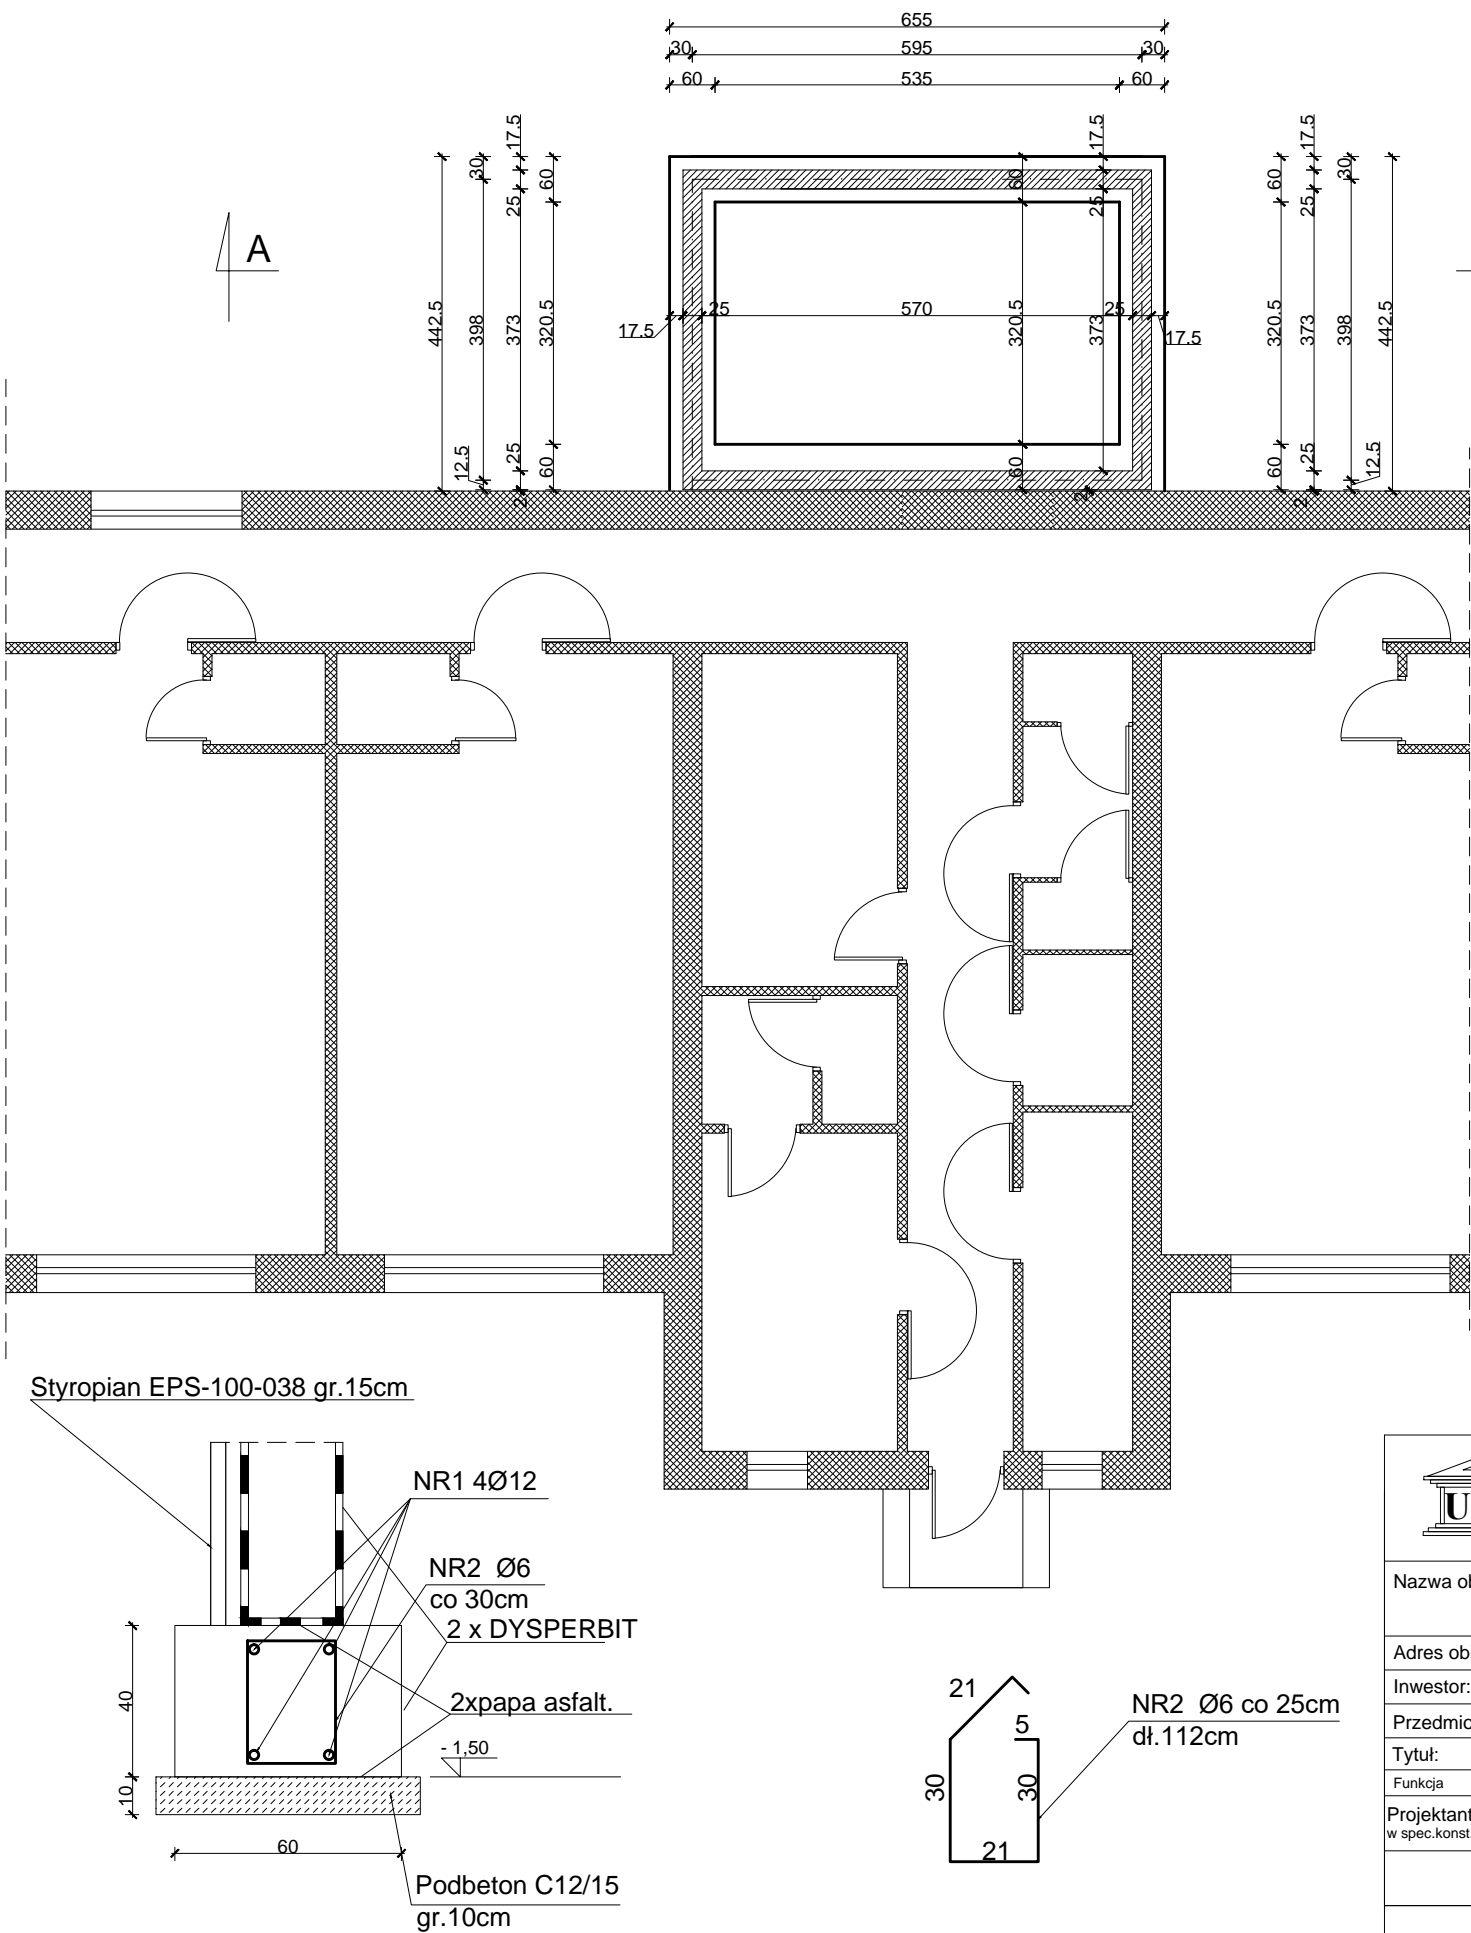 655
30 595 30
60 535 60
17.5 17.5 17.5
30 60 60 60 30
25 25 25
A
442.5 398 373 320.5
17.5 25 570 320.5 373 25 17.5
320.5 373 398 442.5
12.5 25 60 60 60 25 12.5
2 2 2
Styropian EPS-100-038 gr.15cm
NR1 4Ø12
NR2 Ø6
co 30cm
2 x DYSPERBIT
2xpapa asfalt.
- 1,50
40
10
60
Podbeton C12/15
gr.10cm
21
5
30 30
21
NR2 Ø6 co 25cm
dł.112cm
U
Nazwa ob
Adres ob
Inwestor:
Przedmio
Tytuł:
Funkcja
Projektant
w spec.konst.